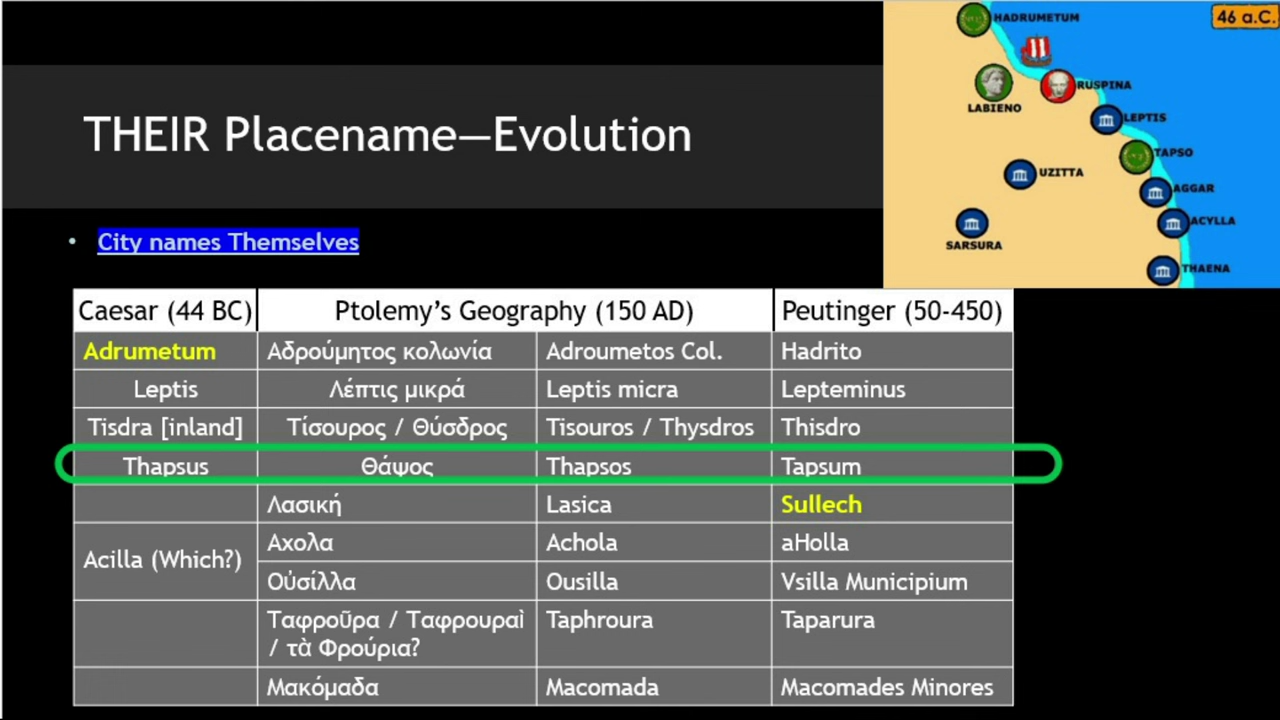 46 a.C.
HADRUMETUM
RUSPINA
LABIENO
LEPTIS
TAPSO
UZITTA
AGGAR
ACYLLA
SARSURA
THAENA
THEIR Placename—Evolution
• City names Themselves
Caesar (44 BC) Ptolemy’s Geography (150 AD) Peutinger (50-450)
Adrumetum Αδρούμητος κολωνία Adroumetos Col. Hadrito
Leptis Λέπτις μικρά Leptis micra Lepteminus
Tisdra [inland] Τίσουρος / Θύσδρος Tisouros / Thysdros Thisdro
Thapsus Θάψος Thapsos Tapsum
Λασική Lasica Sullech
Acilla (Which?) Αχολα Achola aHolla
Οὐσίλλα Ousilla Vsilla Municipium
Ταφροῦρα / Ταφρουραὶ Taphroura Taparura
/ τὰ Φρούρια?
Μακόμαδα Macomada Macomades Minores